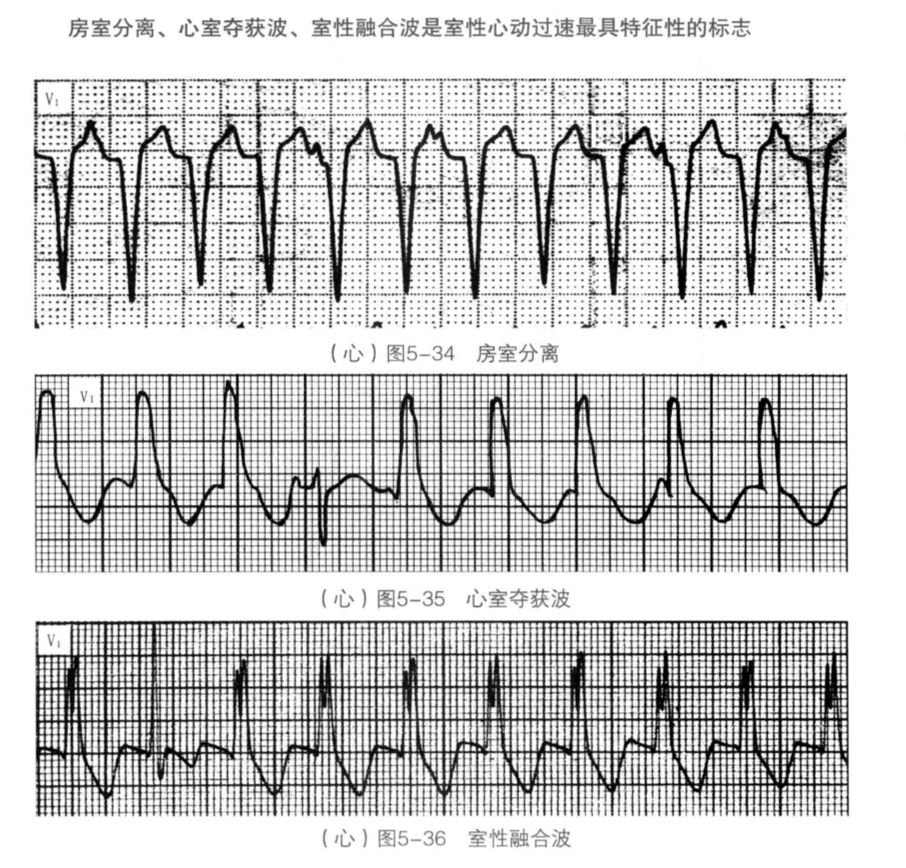 房室分离、心室夺获波、室性融合波是室性心动过速最具特征性的标志
V₁
（心）图5-34 房室分离
V₁
（心）图5-35 心室夺获波
V₁
（心）图5-36 室性融合波